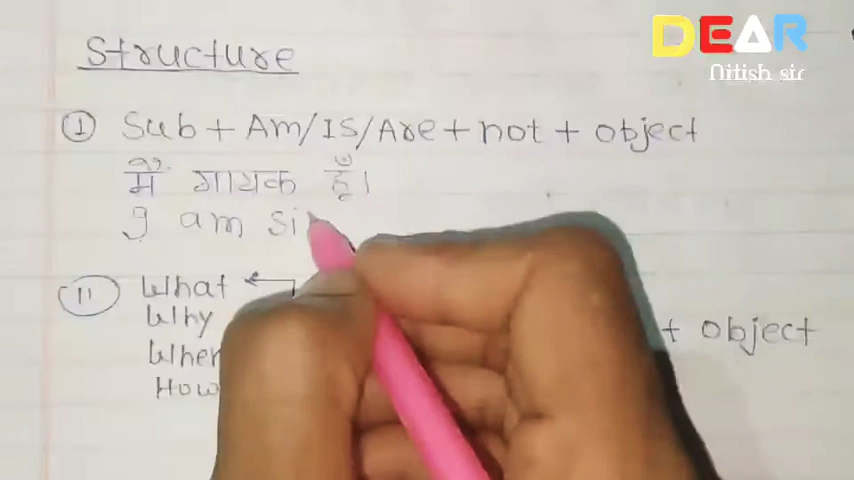 DEAR
Nitish sir
Structure
① Sub + Am/Is/Are + not + object
मैं गायक हूँ।
I am si
(ii) What
Why
How
+ object